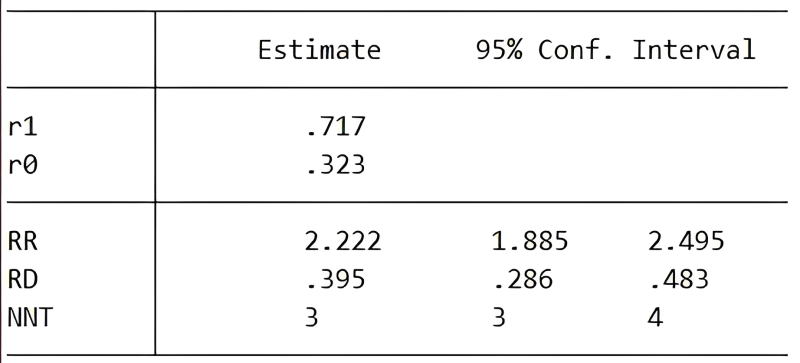 Estimate 95% Conf. Interval
r1 .717
r0 .323
RR 2.222 1.885 2.495
RD .395 .286 .483
NNT 3 3 4